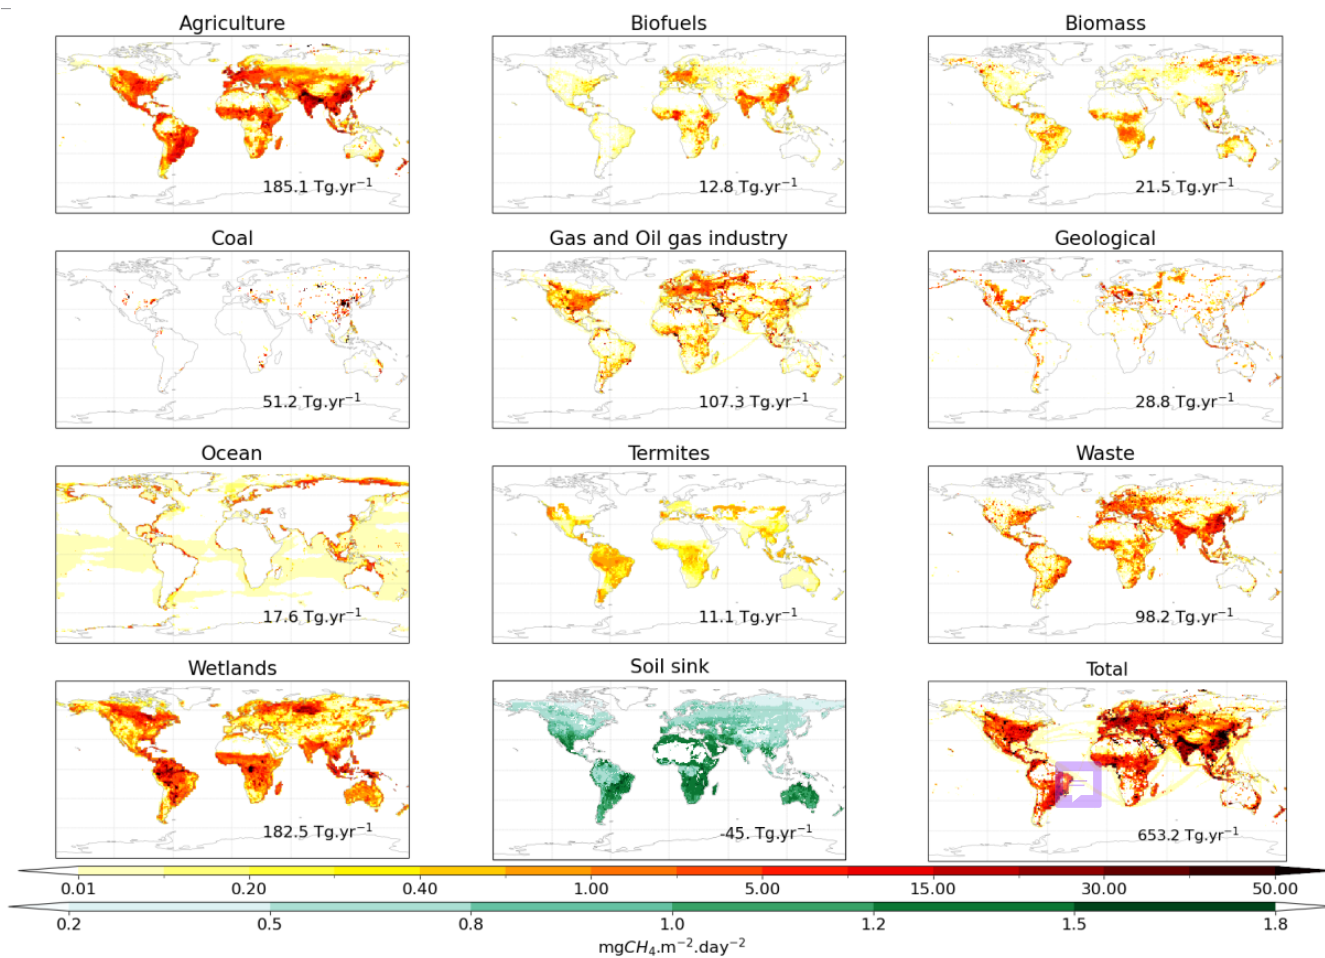 Agriculture
Biofuels
Biomass
185.1 Tg.yr⁻¹
12.8 Tg.yr⁻¹
21.5 Tg.yr⁻¹
Coal
Gas and Oil gas industry
Geological
51.2 Tg.yr⁻¹
107.3 Tg.yr⁻¹
28.8 Tg.yr⁻¹
Ocean
Termites
Waste
17.6 Tg.yr⁻¹
11.1 Tg.yr⁻¹
98.2 Tg.yr⁻¹
Wetlands
Soil sink
Total
182.5 Tg.yr⁻¹
-45. Tg.yr⁻¹
653.2 Tg.yr⁻¹
0.01 0.20 0.40 1.00 5.00 15.00 30.00 50.00
0.2 0.5 0.8 1.0 1.2 1.5 1.8
mgCH₄.m⁻².day⁻²